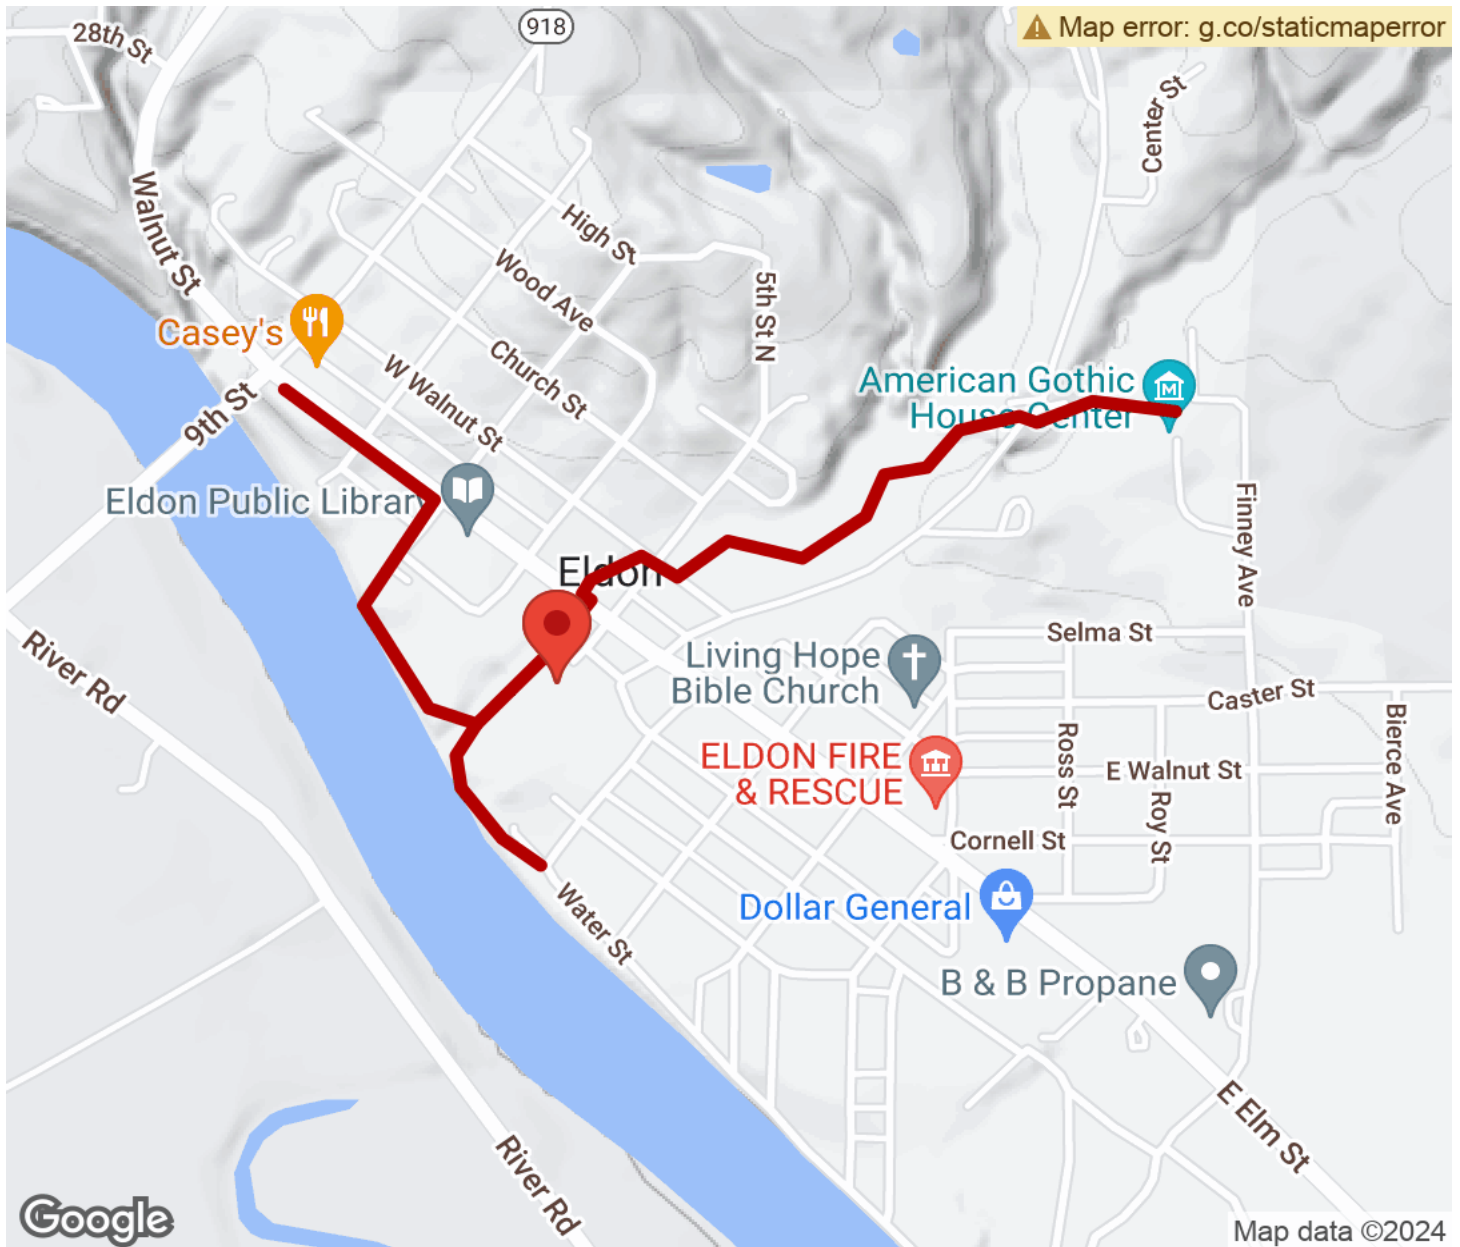 918
Map error: g.co/staticmaperror
28th St
Center St
Walnut St
High St
Wood Ave
5th St N
Casey's
Church St
W Walnut St
American Gothic
House Center
9th St
Eldon Public Library
Finney Ave
Eldon
Selma St
River Rd
Living Hope
Bible Church
Caster St
Bierce Ave
Ross St
ELDON FIRE
& RESCUE
E Walnut St
Roy St
Cornell St
Dollar General
Water St
B & B Propane
E Elm St
River Rd
Google
Map data ©2024